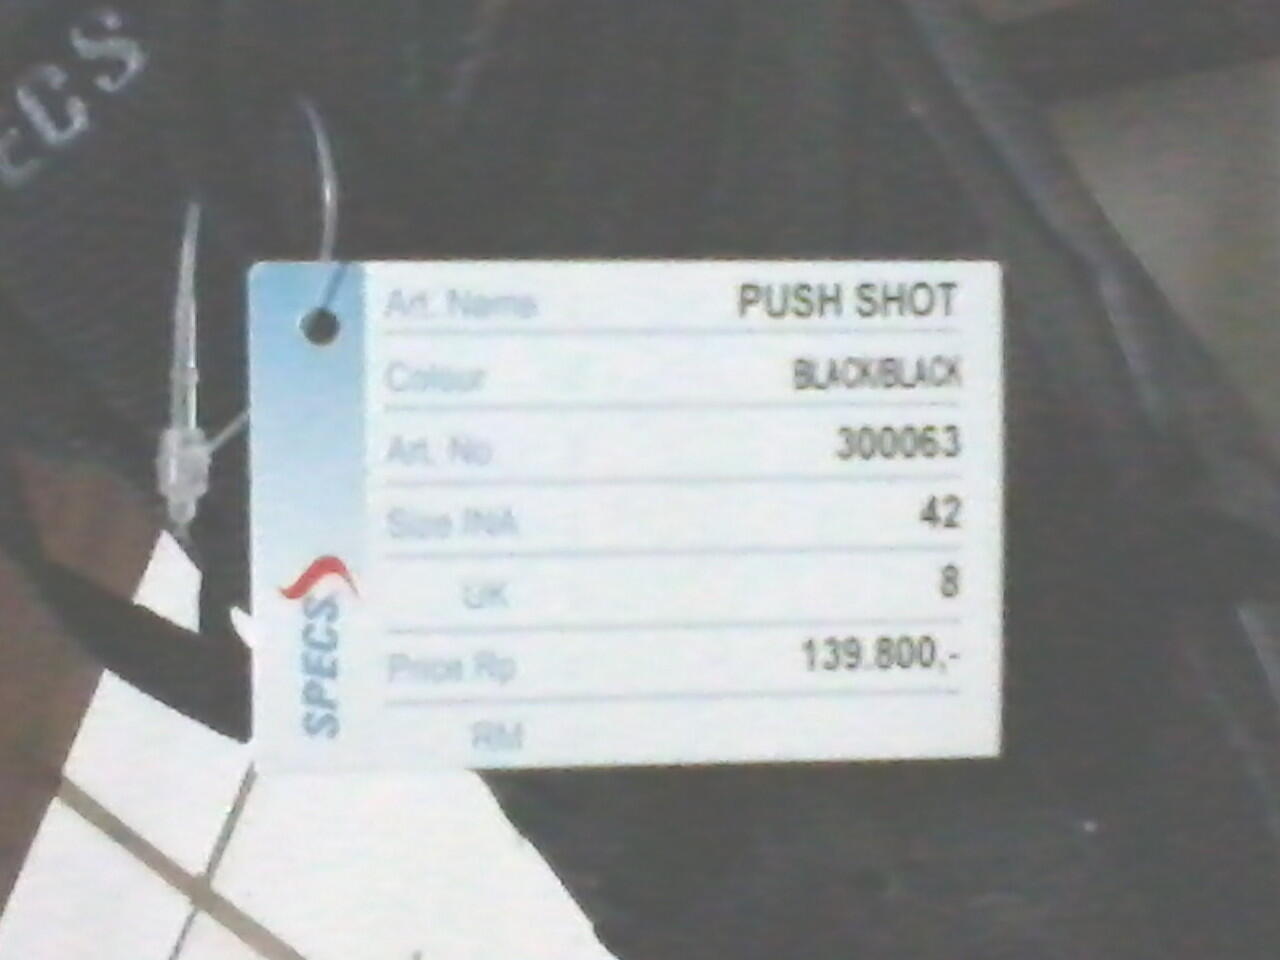 ECS
Art. Name PUSH SHOT
Colour BLACK/BLACK
Art. No 300063
Size INA 42
UK 8
Price Rp 139.800,-
RM
SPECS